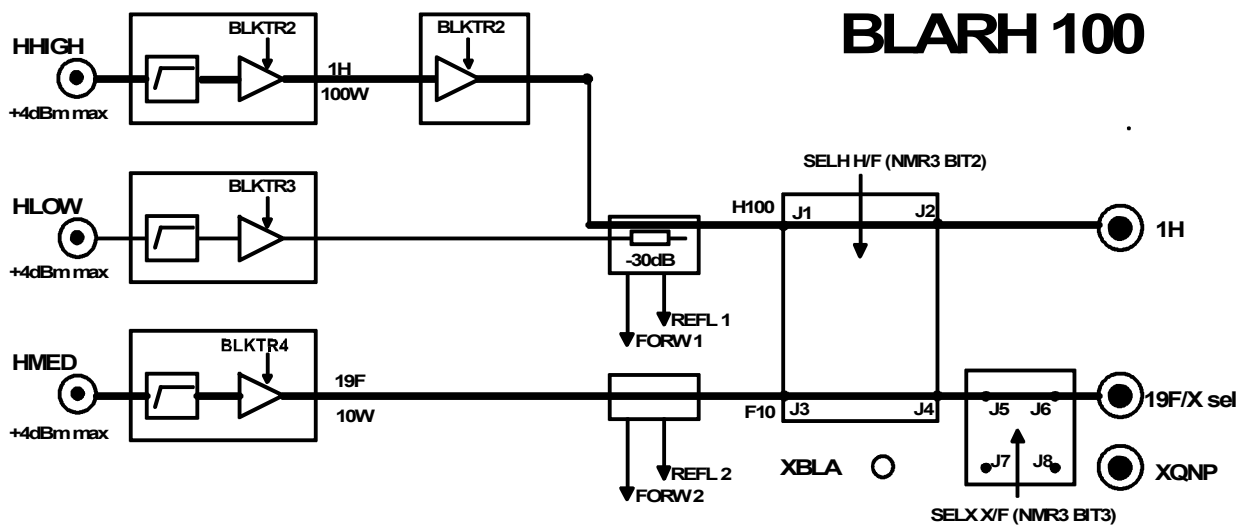 BLARH 100
HHIGH
BLKTR2
BLKTR2
1H
100W
+4dBm max
SELH H/F (NMR3 BIT2)
HLOW
BLKTR3
H100
J1
J2
1H
+4dBm max
-30dB
REFL 1
FORW1
HMED
BLKTR4
19F
10W
F10
J3
J4
J5
J6
19F/X sel
+4dBm max
J7
J8
XBLA
XQNP
REFL 2
FORW2
SELX X/F (NMR3 BIT3)